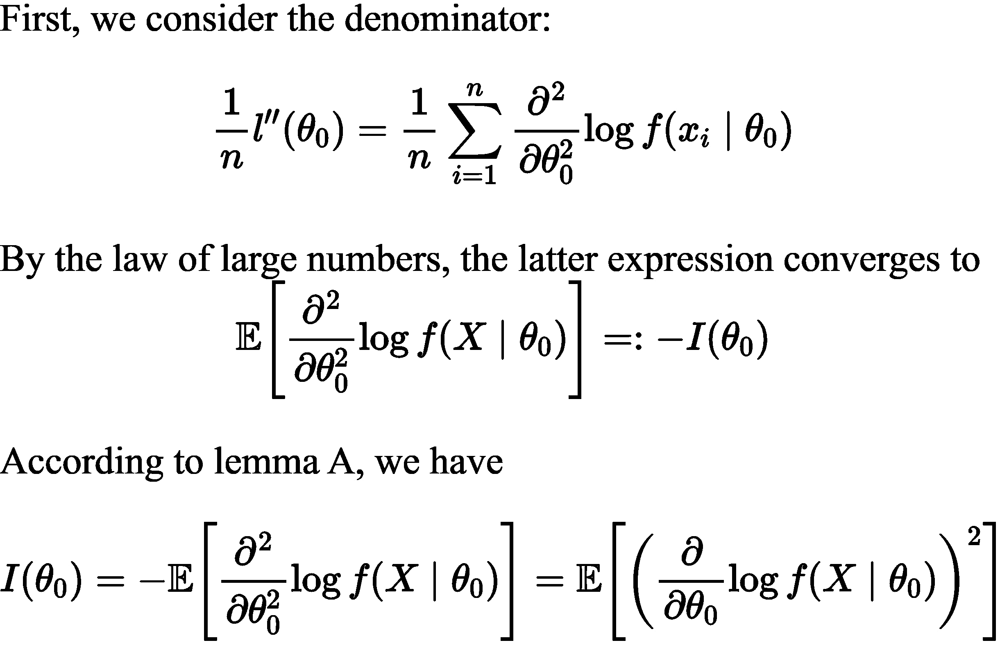 First, we consider the denominator:
\frac{1}{n} l''(\theta_0) = \frac{1}{n} \sum_{i=1}^{n} \frac{\partial^2}{\partial \theta_0^2} \log f(x_i \mid \theta_0)
By the law of large numbers, the latter expression converges to
\mathbb{E}\left[ \frac{\partial^2}{\partial \theta_0^2} \log f(X \mid \theta_0) \right] =: -I(\theta_0)
According to lemma A, we have
I(\theta_0) = -\mathbb{E}\left[ \frac{\partial^2}{\partial \theta_0^2} \log f(X \mid \theta_0) \right] = \mathbb{E}\left[ \left( \frac{\partial}{\partial \theta_0} \log f(X \mid \theta_0) \right)^2 \right]